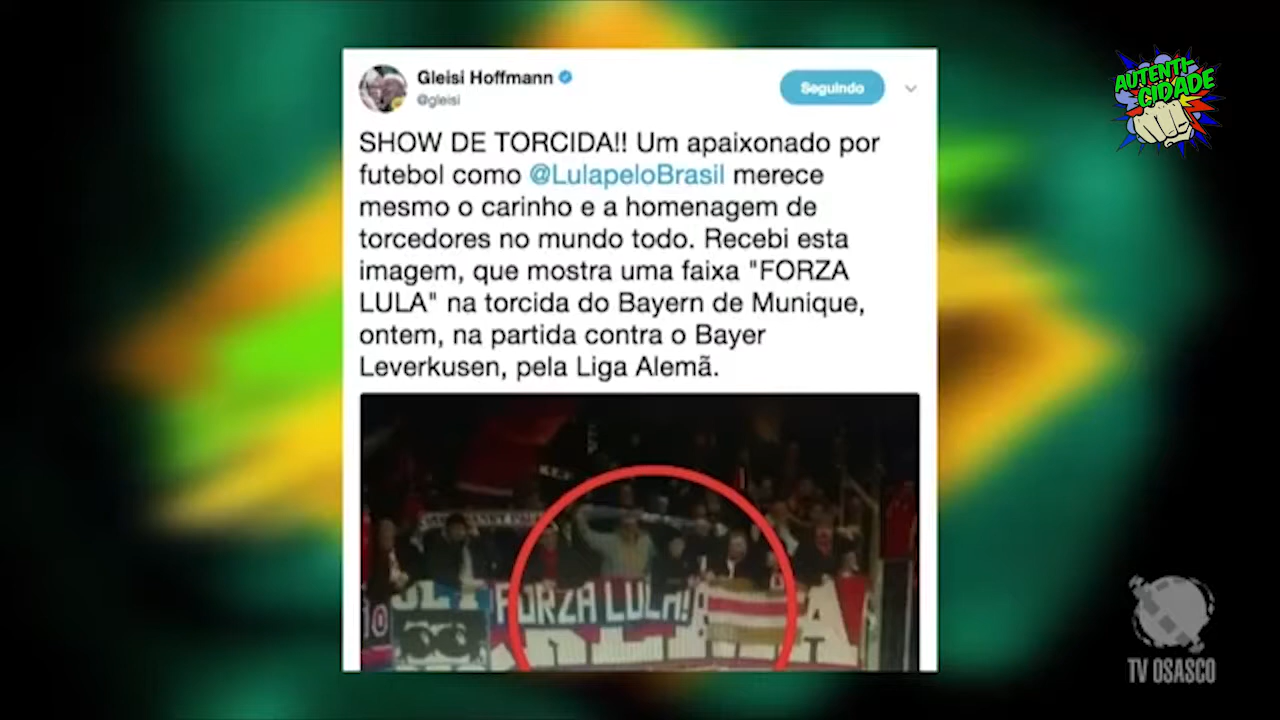 Gleisi Hoffmann
@gleisi
Seguindo
SHOW DE TORCIDA!! Um apaixonado por
futebol como @LulapeloBrasil merece
mesmo o carinho e a homenagem de
torcedores no mundo todo. Recebi esta
imagem, que mostra uma faixa "FORZA
LULA" na torcida do Bayern de Munique,
ontem, na partida contra o Bayer
Leverkusen, pela Liga Alemã.
FORZA LULA!
AUTENTI-
CIDADE
TV OSASCO